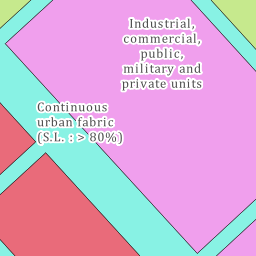 Industrial,
commercial,
public,
military and
private units
Continuous
urban fabric
(S.L. : > 80%)